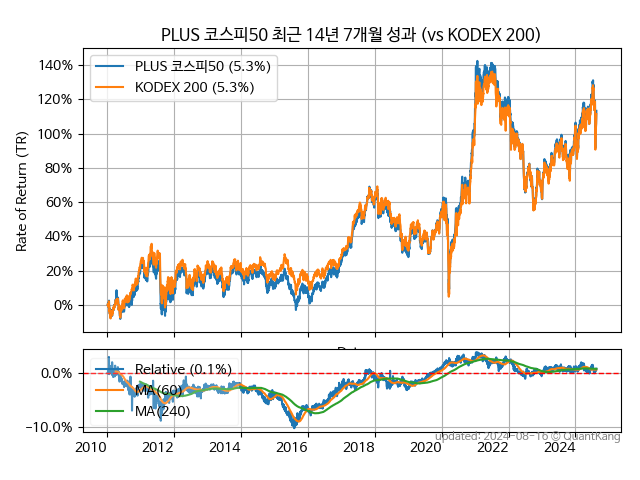 PLUS 코스피50 최근 14년 7개월 성과 (vs KODEX 200)
140%
120%
100%
80%
60%
40%
20%
0%
Rate of Return (TR)
PLUS 코스피50 (5.3%)
KODEX 200 (5.3%)
0.0%
−10.0%
Relative (0.1%)
MA(60)
MA(240)
2010
2012
2014
2016
2018
2020
2022
2024
updated: 2024-08-16 © QuantKang